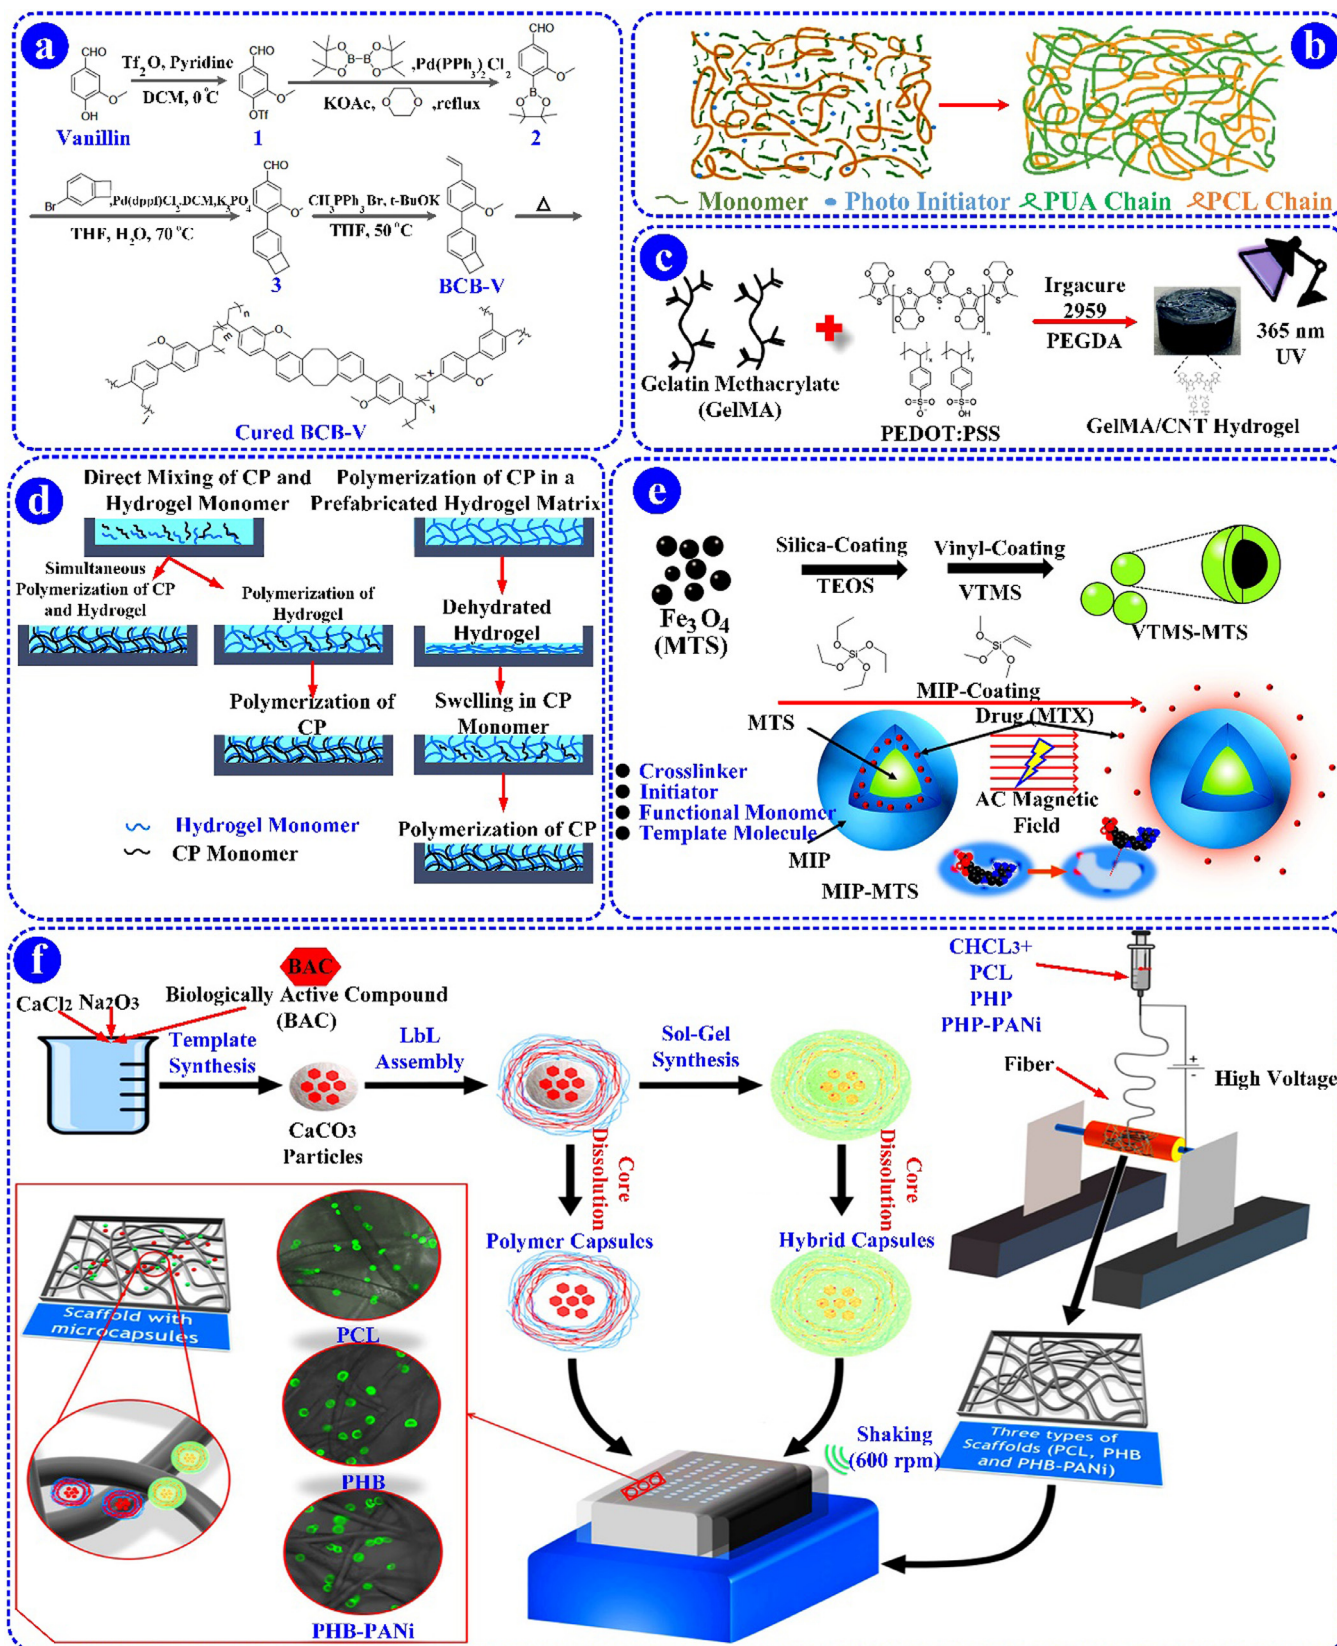 a
CHO
OH
O
Vanillin
Tf2O, Pyridine
DCM, 0°C
CHO
O
OTf
1
O
B—B
O
,Pd(PPh3)2Cl2
KOAc,
O
O
,reflux
CHO
O
B
O
O
2
Br
,Pd(dppf)Cl2,DCM,K3PO4
THF, H2O, 70 °C
CHO
O
3
CH3PPh3Br, t-BuOK
THF, 50 °C
O
BCB-V
Δ
n
m
O
O
O
O
x
y
Cured BCB-V
b
Monomer
Photo Initiator
PUA Chain
PCL Chain
c
Gelatin Methacrylate
(GelMA)
PEDOT:PSS
Irgacure
2959
PEGDA
365 nm
UV
GelMA/CNT Hydrogel
d
Direct Mixing of CP and
Hydrogel Monomer
Polymerization of CP in a
Prefabricated Hydrogel Matrix
Simultaneous
Polymerization of CP
and Hydrogel
Polymerization of
Hydrogel
Dehydrated
Hydrogel
Polymerization of
CP
Swelling in CP
Monomer
Polymerization of CP
Hydrogel Monomer
CP Monomer
e
Fe3O4
(MTS)
Silica-Coating
TEOS
Vinyl-Coating
VTMS
VTMS-MTS
O
O
Si
O
O
O
O
Si
O
MIP-Coating
MTS
Drug (MTX)
Crosslinker
Initiator
Functional Monomer
Template Molecule
MIP
MIP-MTS
AC Magnetic
Field
f
BAC
CaCl2 Na2O3
Biologically Active Compound
(BAC)
Template
Synthesis
LbL
Assembly
Sol-Gel
Synthesis
CaCO3
Particles
Core
Dissolution
Core
Dissolution
Polymer Capsules
Hybrid Capsules
CHCL3+
PCL
PHP
PHP-PANi
Fiber
+
-
High Voltage
Scaffold with
microcapsules
PCL
PHB
PHB-PANi
Shaking
(600 rpm)
Three types of
Scaffolds (PCL, PHB
and PHB-PANi)